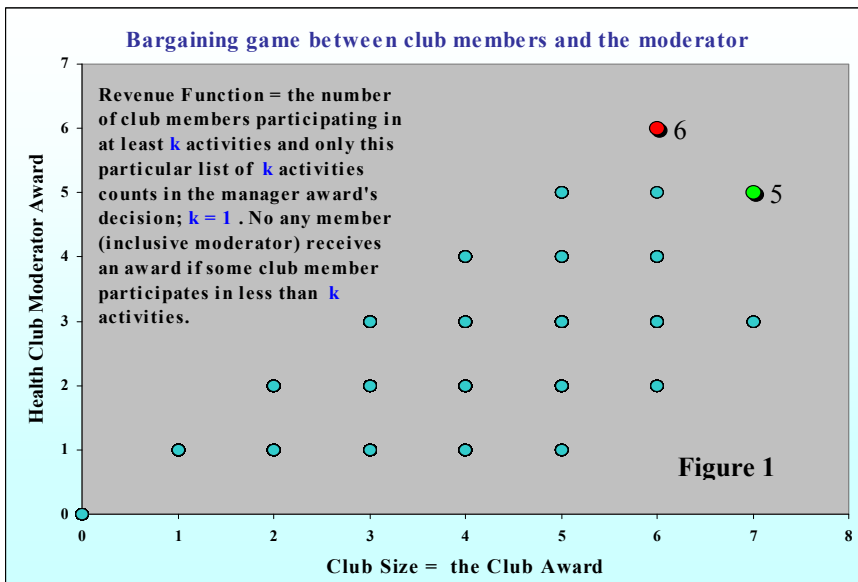 Bargaining game between club members and the moderator
7
6
5
4
3
2
1
0
Health Club Moderator Award
Revenue Function = the number
of club members participating in
at least k activities and only this
particular list of k activities
counts in the manager award's
decision; k = 1 . No any member
(inclusive moderator) receives
an award if some club member
participates in less than k
activities.
6
5
Figure 1
0 1 2 3 4 5 6 7 8
Club Size = the Club Award